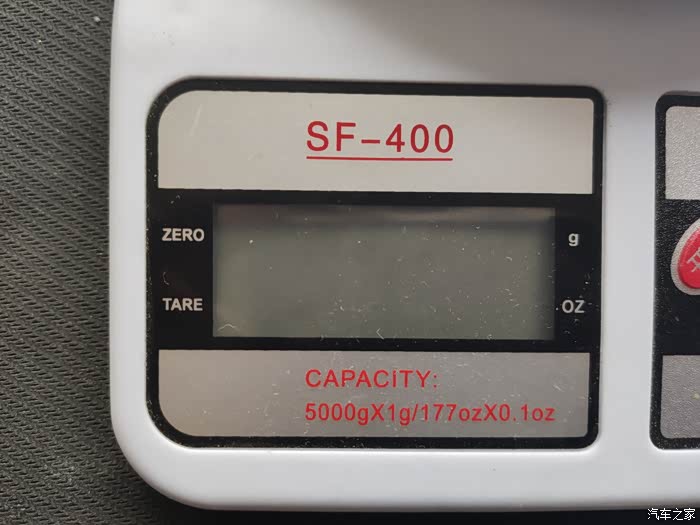 SF-400
ZERO
g
TARE
OZ
CAPACITY:
5000gX1g/177ozX0.1oz
汽车之家